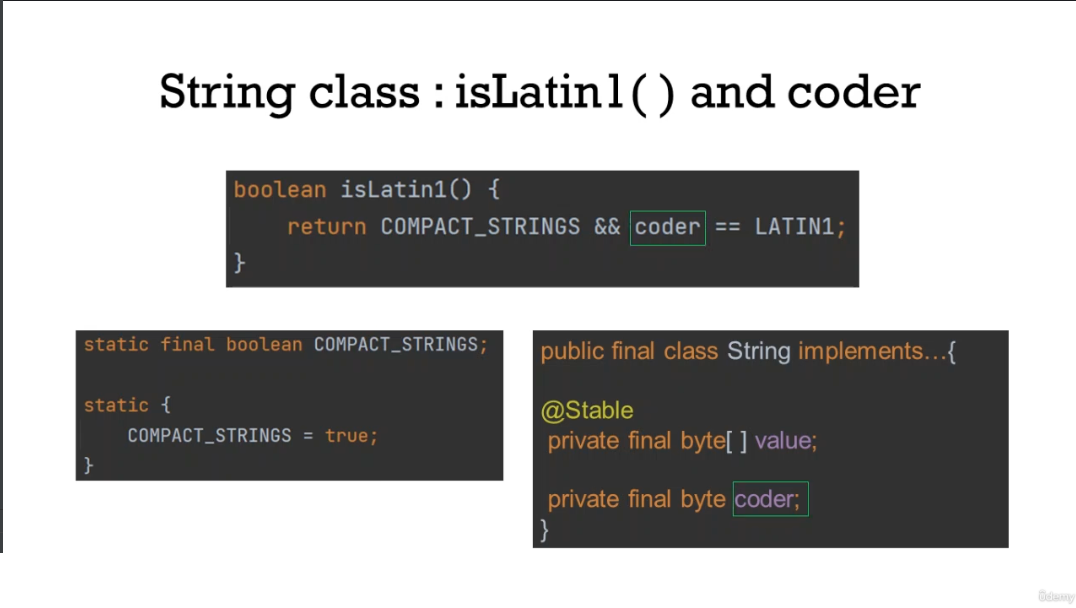 String class : isLatin1( ) and coder
boolean isLatin1() {
return COMPACT_STRINGS && coder == LATIN1;
}
static final boolean COMPACT_STRINGS;
static {
COMPACT_STRINGS = true;
}
public final class String implements...{
@Stable
private final byte[ ] value;
private final byte coder;
}
ûdemy